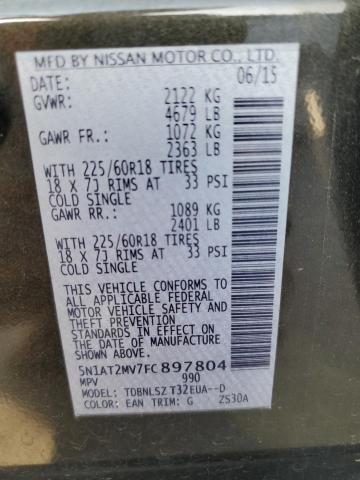 MFD BY NISSAN MOTOR CO., LTD.
DATE: 06/15
GVWR: 2122 KG
4679 LB
GAWR FR.: 1072 KG
2363 LB
WITH 225/60R18 TIRES
18 X 7J RIMS AT 33 PSI
COLD SINGLE
GAWR RR.: 1089 KG
2401 LB
WITH 225/60R18 TIRES
18 X 7J RIMS AT 33 PSI
COLD SINGLE
THIS VEHICLE CONFORMS TO
ALL APPLICABLE FEDERAL
MOTOR VEHICLE SAFETY AND
THEFT PREVENTION
STANDARDS IN EFFECT ON
THE DATE OF MANUFACTURE
SHOWN ABOVE.
5N1AT2MV7FC897804
MPV 990
MODEL: TDBNLSZ T32EUA--D
COLOR: EAN TRIM: G ZS30A